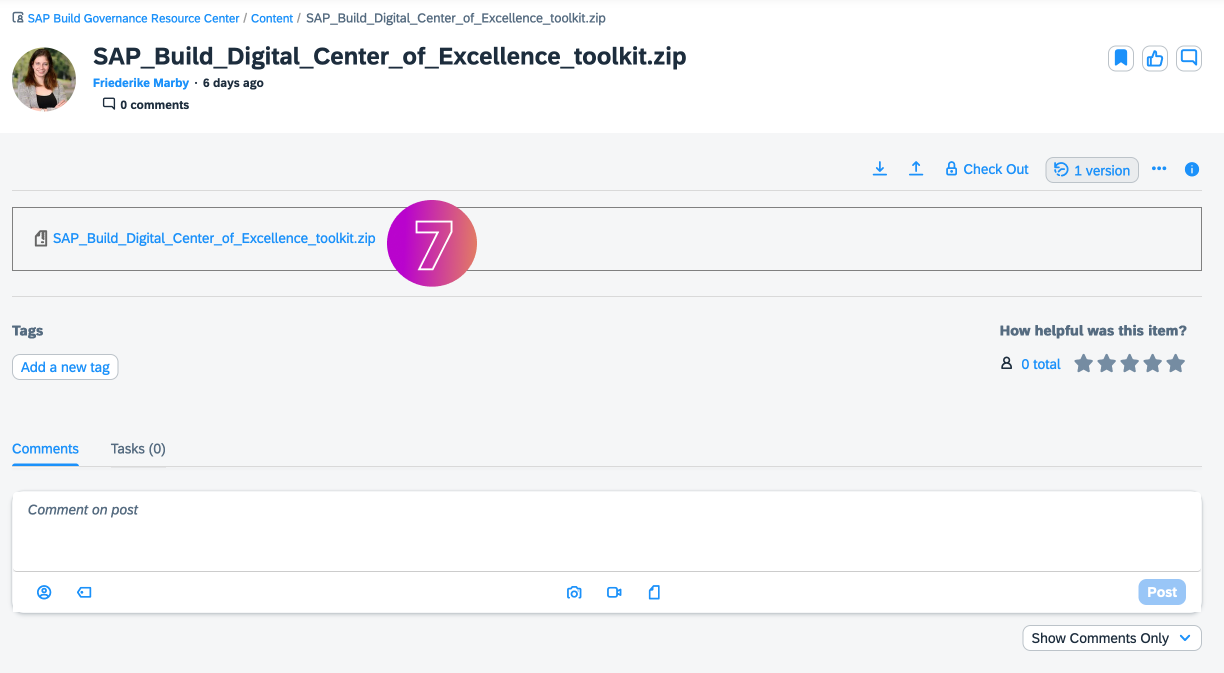 SAP Build Governance Resource Center / Content / SAP_Build_Digital_Center_of_Excellence_toolkit.zip
SAP_Build_Digital_Center_of_Excellence_toolkit.zip
Friederike Marby · 6 days ago
0 comments
Check Out
1 version
SAP_Build_Digital_Center_of_Excellence_toolkit.zip
7
Tags
How helpful was this item?
Add a new tag
0 total
Comments
Tasks (0)
Comment on post
Post
Show Comments Only